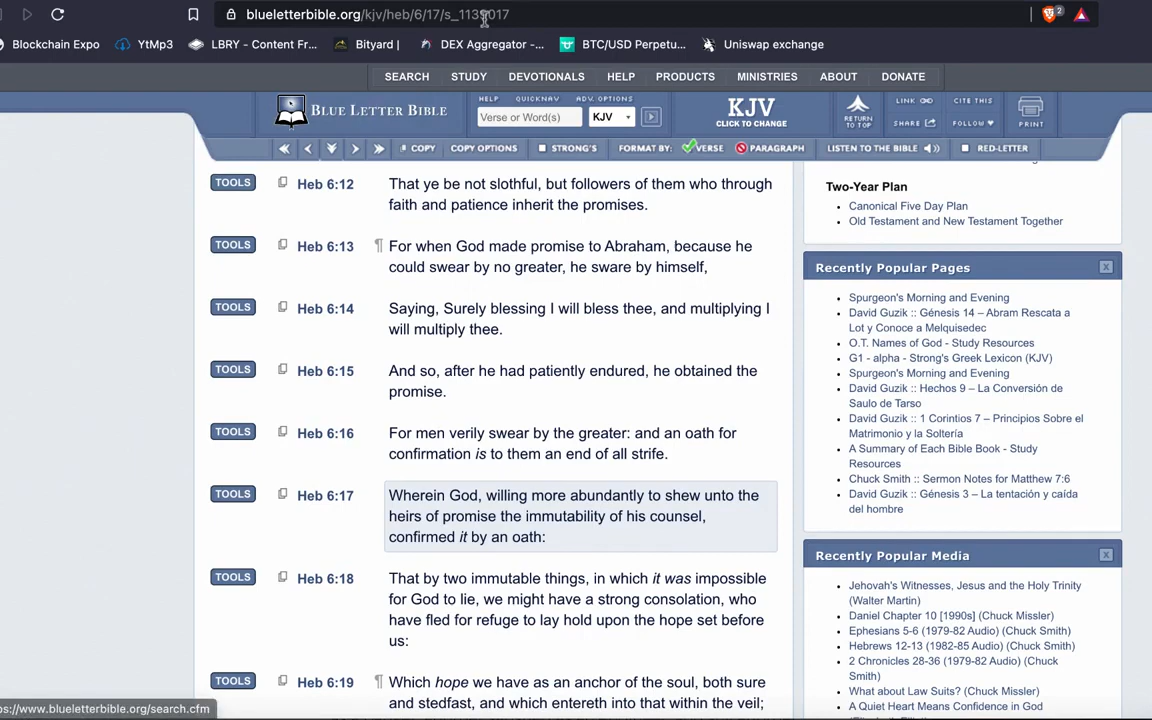 blueletterbible.org/kjv/heb/6/17/s_1139017
2
Blockchain Expo YtMp3 LBRY - Content Fr... Bityard | DEX Aggregator -... BTC/USD Perpetu... Uniswap exchange
SEARCH STUDY DEVOTIONALS HELP PRODUCTS MINISTRIES ABOUT DONATE
BLUE LETTER BIBLE
HELP QUICKNAV ADV. OPTIONS
Verse or Word(s) KJV
KJV
CLICK TO CHANGE
RETURN
TO TOP
LINK CITE THIS
SHARE FOLLOW
PRINT
COPY COPY OPTIONS STRONG'S FORMAT BY: VERSE PARAGRAPH LISTEN TO THE BIBLE RED-LETTER
TOOLS Heb 6:12 That ye be not slothful, but followers of them who through
faith and patience inherit the promises.
TOOLS Heb 6:13 ¶ For when God made promise to Abraham, because he
could swear by no greater, he sware by himself,
TOOLS Heb 6:14 Saying, Surely blessing I will bless thee, and multiplying I
will multiply thee.
TOOLS Heb 6:15 And so, after he had patiently endured, he obtained the
promise.
TOOLS Heb 6:16 For men verily swear by the greater: and an oath for
confirmation is to them an end of all strife.
TOOLS Heb 6:17 Wherein God, willing more abundantly to shew unto the
heirs of promise the immutability of his counsel,
confirmed it by an oath:
TOOLS Heb 6:18 That by two immutable things, in which it was impossible
for God to lie, we might have a strong consolation, who
have fled for refuge to lay hold upon the hope set before
us:
TOOLS Heb 6:19 ¶ Which hope we have as an anchor of the soul, both sure
and stedfast, and which entereth into that within the veil;
Two-Year Plan
Canonical Five Day Plan
Old Testament and New Testament Together
Recently Popular Pages X
Spurgeon's Morning and Evening
David Guzik :: Génesis 14 – Abram Rescata a
Lot y Conoce a Melquisedec
O.T. Names of God - Study Resources
G1 - alpha - Strong's Greek Lexicon (KJV)
Spurgeon's Morning and Evening
David Guzik :: Hechos 9 – La Conversión de
Saulo de Tarso
David Guzik :: 1 Corintios 7 – Principios Sobre el
Matrimonio y la Soltería
A Summary of Each Bible Book - Study
Resources
Chuck Smith :: Sermon Notes for Matthew 7:6
David Guzik :: Génesis 3 – La tentación y caída
del hombre
Recently Popular Media X
Jehovah's Witnesses, Jesus and the Holy Trinity
(Walter Martin)
Daniel Chapter 10 [1990s] (Chuck Missler)
Ephesians 5-6 (1979-82 Audio) (Chuck Smith)
Hebrews 12-13 (1982-85 Audio) (Chuck Smith)
2 Chronicles 28-36 (1979-82 Audio) (Chuck
Smith)
What about Law Suits? (Chuck Missler)
A Quiet Heart Means Confidence in God
ps://www.blueletterbible.org/search.cfm